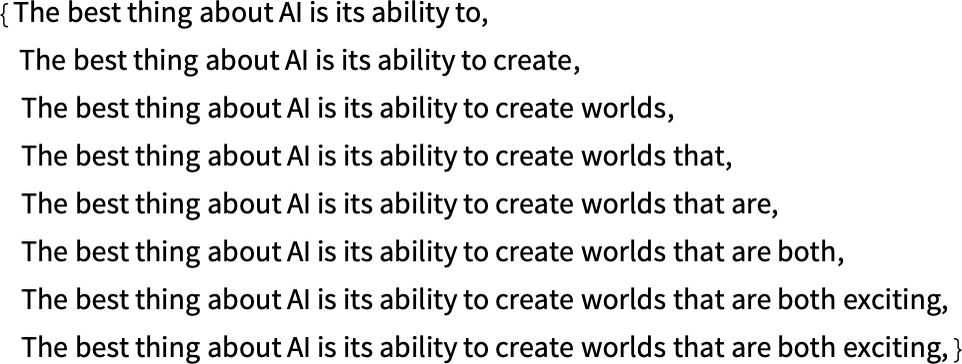 { The best thing about AI is its ability to,
The best thing about AI is its ability to create,
The best thing about AI is its ability to create worlds,
The best thing about AI is its ability to create worlds that,
The best thing about AI is its ability to create worlds that are,
The best thing about AI is its ability to create worlds that are both,
The best thing about AI is its ability to create worlds that are both exciting,
The best thing about AI is its ability to create worlds that are both exciting, }